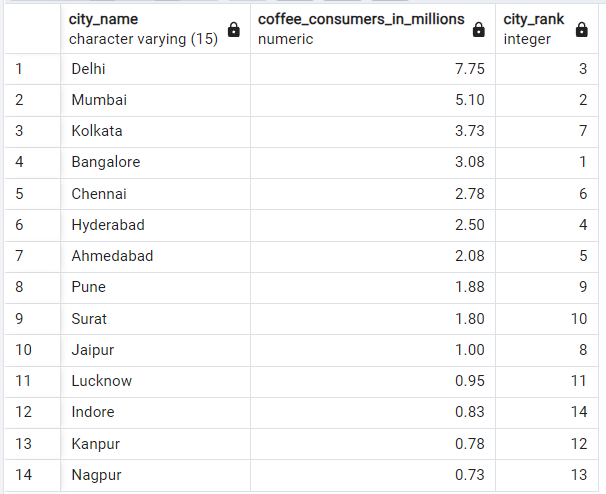 city_name coffee_consumers_in_millions city_rank
character varying (15) numeric integer
1 Delhi 7.75 3
2 Mumbai 5.10 2
3 Kolkata 3.73 7
4 Bangalore 3.08 1
5 Chennai 2.78 6
6 Hyderabad 2.50 4
7 Ahmedabad 2.08 5
8 Pune 1.88 9
9 Surat 1.80 10
10 Jaipur 1.00 8
11 Lucknow 0.95 11
12 Indore 0.83 14
13 Kanpur 0.78 12
14 Nagpur 0.73 13